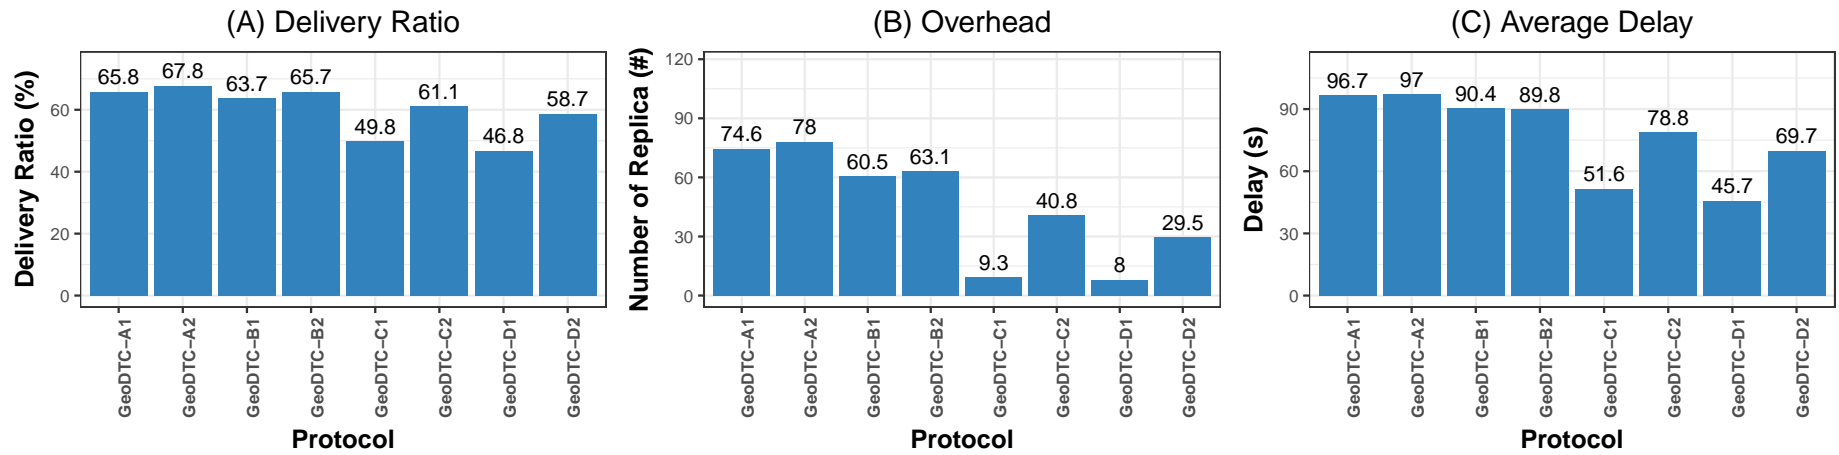 (A) Delivery Ratio
Delivery Ratio (%)
60
40
20
0
65.8
67.8
63.7
65.7
49.8
61.1
46.8
58.7
GeoDTC−A1
GeoDTC−A2
GeoDTC−B1
GeoDTC−B2
GeoDTC−C1
GeoDTC−C2
GeoDTC−D1
GeoDTC−D2
Protocol
(B) Overhead
Number of Replica (#)
120
90
60
30
0
74.6
78
60.5
63.1
9.3
40.8
8
29.5
GeoDTC−A1
GeoDTC−A2
GeoDTC−B1
GeoDTC−B2
GeoDTC−C1
GeoDTC−C2
GeoDTC−D1
GeoDTC−D2
Protocol
(C) Average Delay
Delay (s)
90
60
30
0
96.7
97
90.4
89.8
51.6
78.8
45.7
69.7
GeoDTC−A1
GeoDTC−A2
GeoDTC−B1
GeoDTC−B2
GeoDTC−C1
GeoDTC−C2
GeoDTC−D1
GeoDTC−D2
Protocol